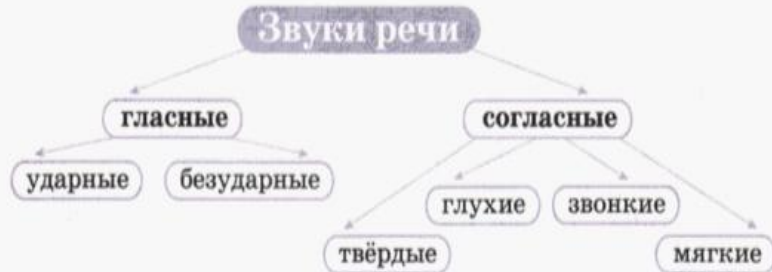 Звуки речи
гласные
согласные
ударные
безударные
глухие
звонкие
твёрдые
мягкие